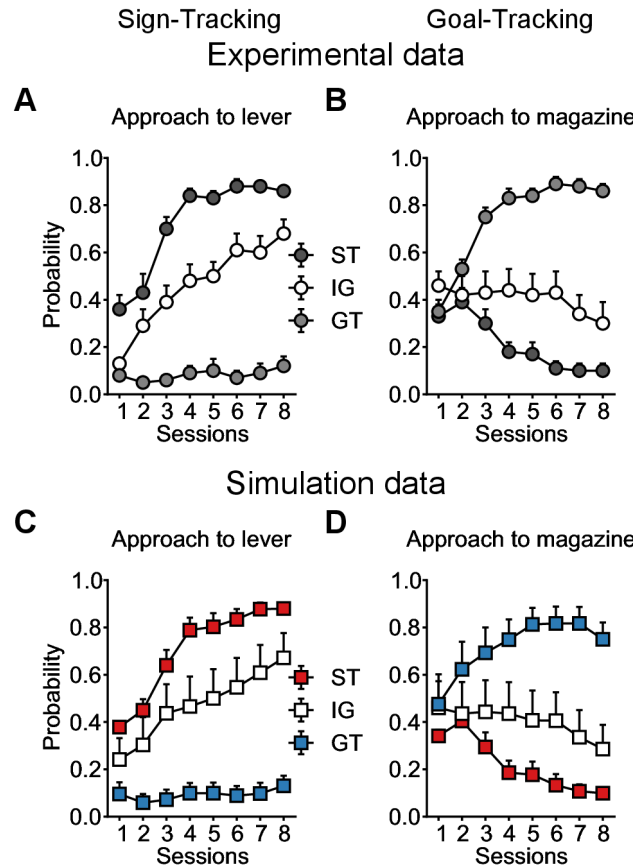 Sign-Tracking Goal-Tracking
Experimental data
A B
Approach to lever Approach to magazine
1.0 1.0
0.8 0.8
0.6 0.6
0.4 0.4
0.2 0.2
0.0 0.0
Probability
ST
IG
GT
1 2 3 4 5 6 7 8 1 2 3 4 5 6 7 8
Sessions Sessions
Simulation data
C D
Approach to lever Approach to magazine
1.0 1.0
0.8 0.8
0.6 0.6
0.4 0.4
0.2 0.2
0.0 0.0
Probability
ST
IG
GT
1 2 3 4 5 6 7 8 1 2 3 4 5 6 7 8
Sessions Sessions